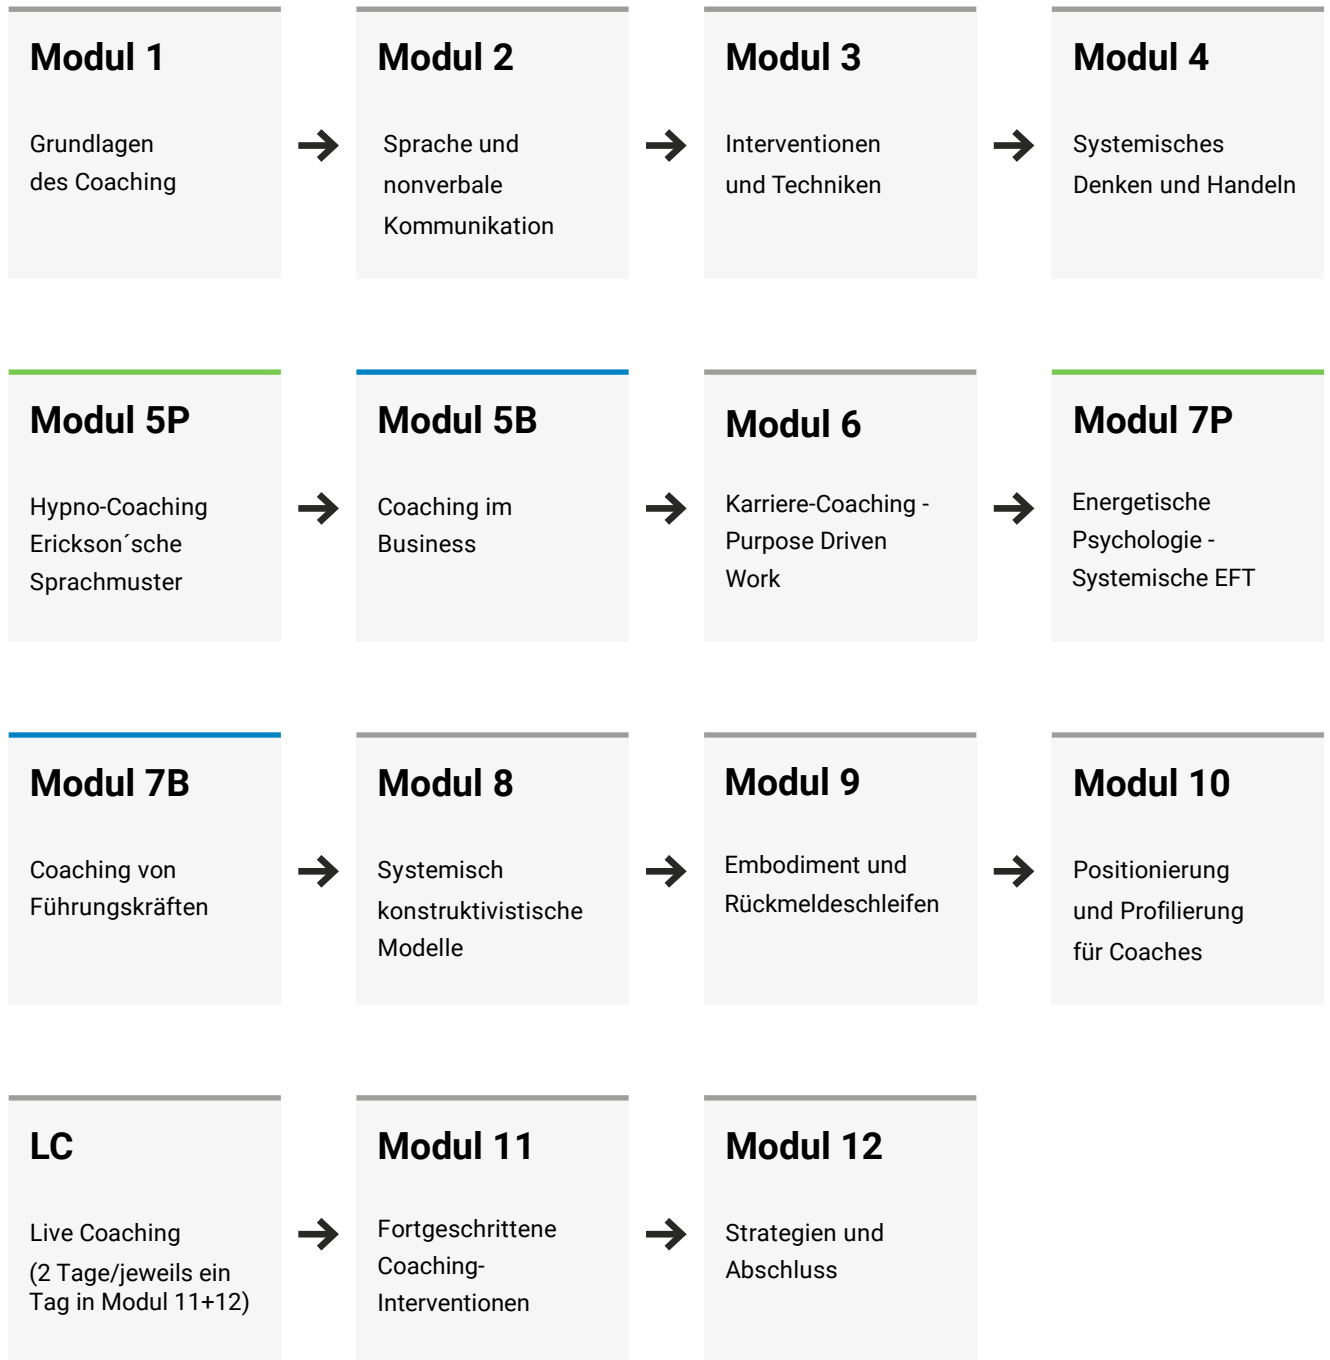 Modul 1
Grundlagen
des Coaching
Modul 2
Sprache und
nonverbale
Kommunikation
Modul 3
Interventionen
und Techniken
Modul 4
Systemisches
Denken und Handeln
Modul 5P
Hypno-Coaching
Erickson´sche
Sprachmuster
Modul 5B
Coaching im
Business
Modul 6
Karriere-Coaching -
Purpose Driven
Work
Modul 7P
Energetische
Psychologie -
Systemische EFT
Modul 7B
Coaching von
Führungskräften
Modul 8
Systemisch
konstruktivistische
Modelle
Modul 9
Embodiment und
Rückmeldeschleifen
Modul 10
Positionierung
und Profilierung
für Coaches
LC
Live Coaching
(2 Tage/jeweils ein
Tag in Modul 11+12)
Modul 11
Fortgeschrittene
Coaching-
Interventionen
Modul 12
Strategien und
Abschluss